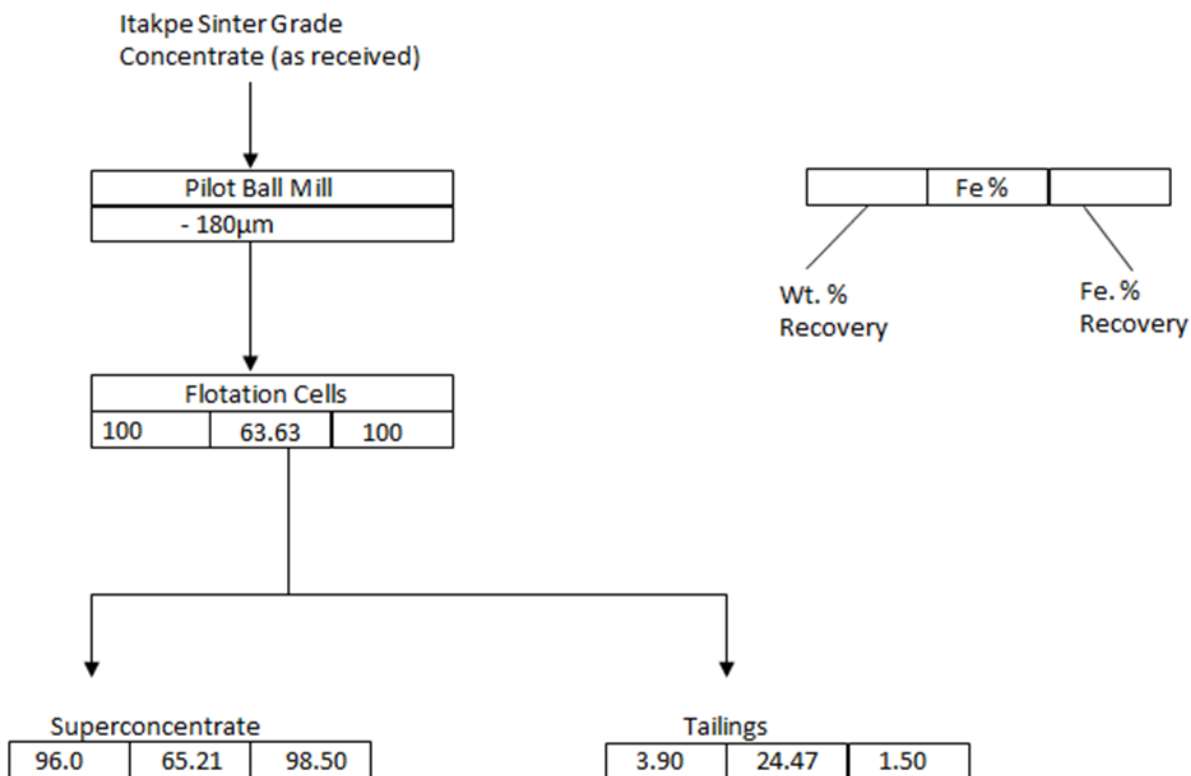 Itakpe Sinter Grade
Concentrate (as received)
Pilot Ball Mill
- 180µm
Fe %
Wt. %
Recovery
Fe. %
Recovery
Flotation Cells
100 63.63 100
Superconcentrate
96.0 65.21 98.50
Tailings
3.90 24.47 1.50